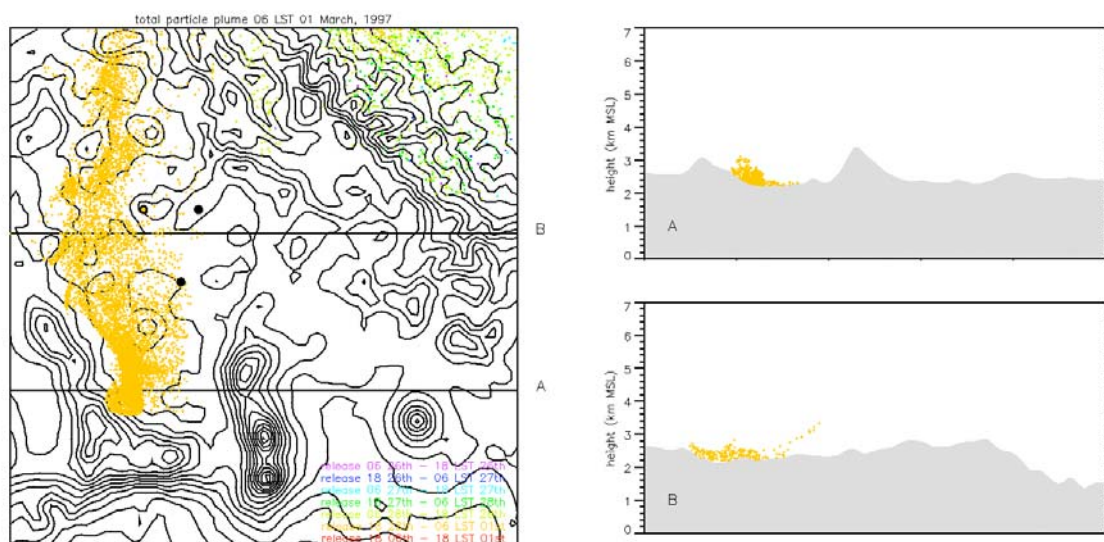 total particle plume 06 LST 01 March, 1997
B
A
release 06 26th - 18 LST 26th
release 18 26th - 06 LST 27th
release 06 27th - 18 LST 27th
release 18 27th - 06 LST 28th
release 06 28th - 18 LST
release 18 - 06 LST 01st
release 18 06th - 18 LST 01st
7
6
5
4
3
2
1
0
height (km MSL)
A
7
6
5
4
3
2
1
0
height (km MSL)
B